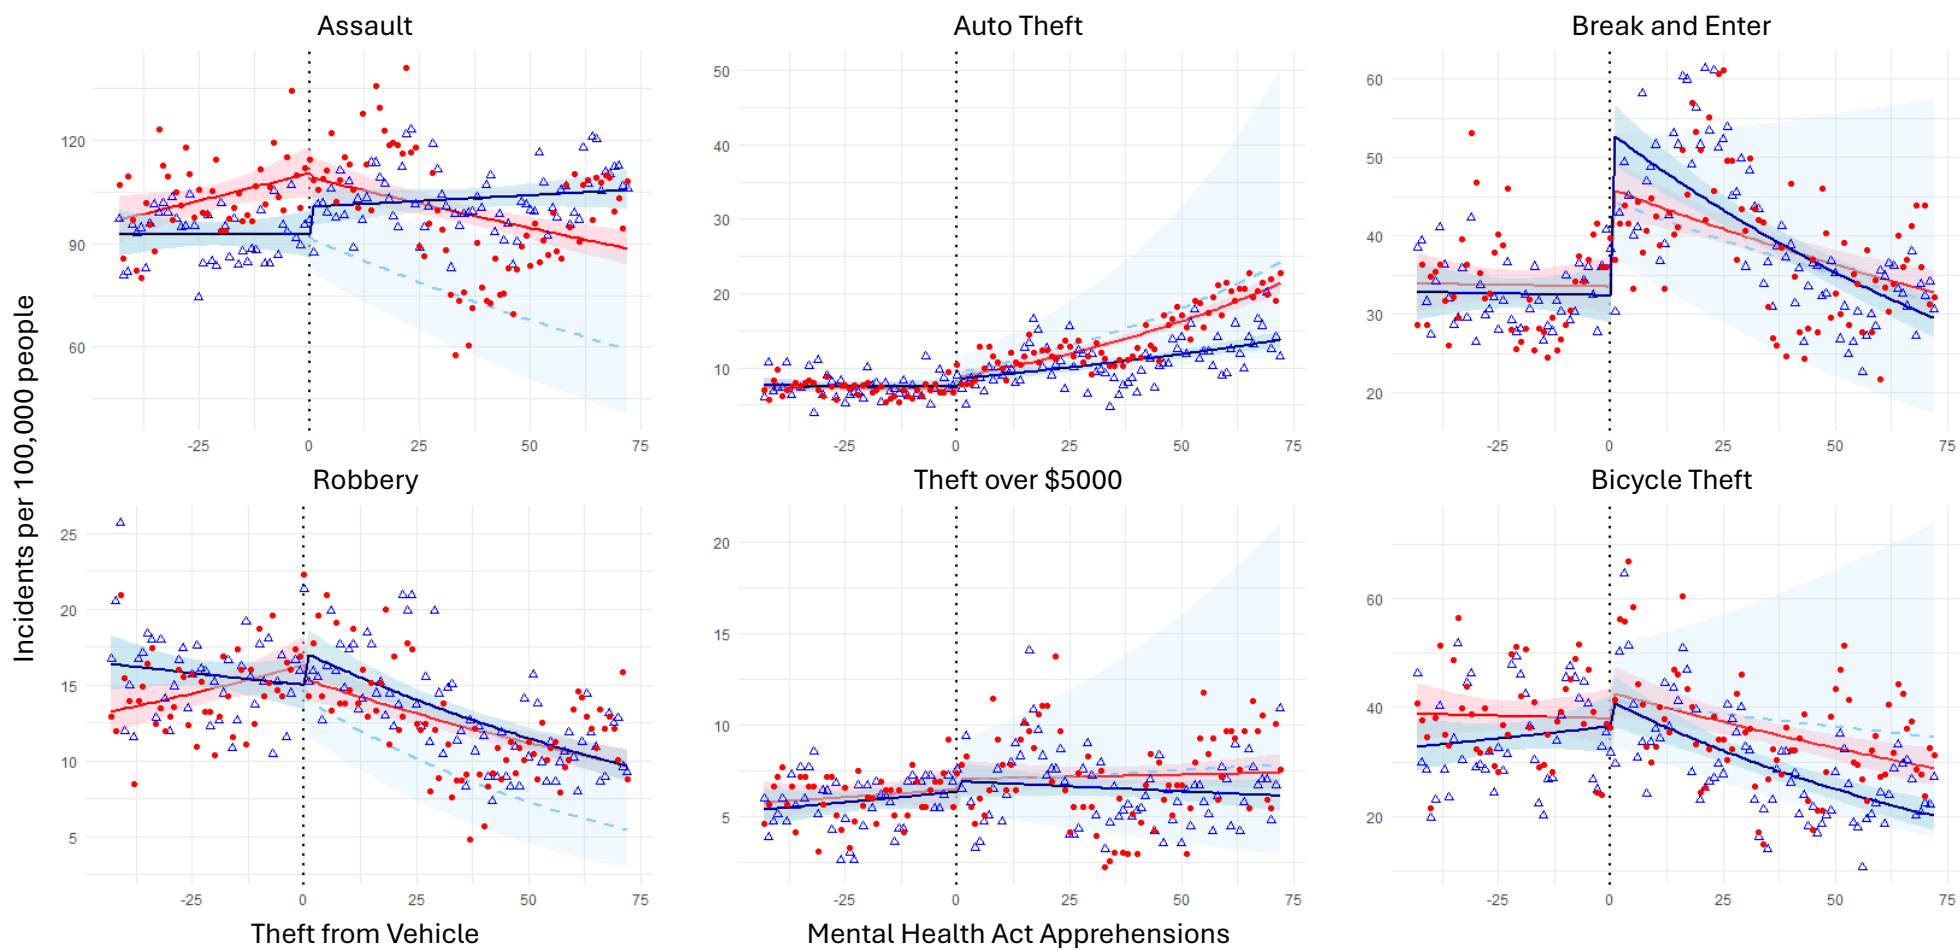 Assault
Auto Theft
Break and Enter
Incidents per 100,000 people
120
90
60
-25 0 25 50 75
50
40
30
20
10
-25 0 25 50 75
60
50
40
30
20
-25 0 25 50 75
Robbery
Theft over $5000
Bicycle Theft
25
20
15
10
5
-25 0 25 50 75
20
15
10
5
-25 0 25 50 75
60
40
20
-25 0 25 50 75
Theft from Vehicle
Mental Health Act Apprehensions